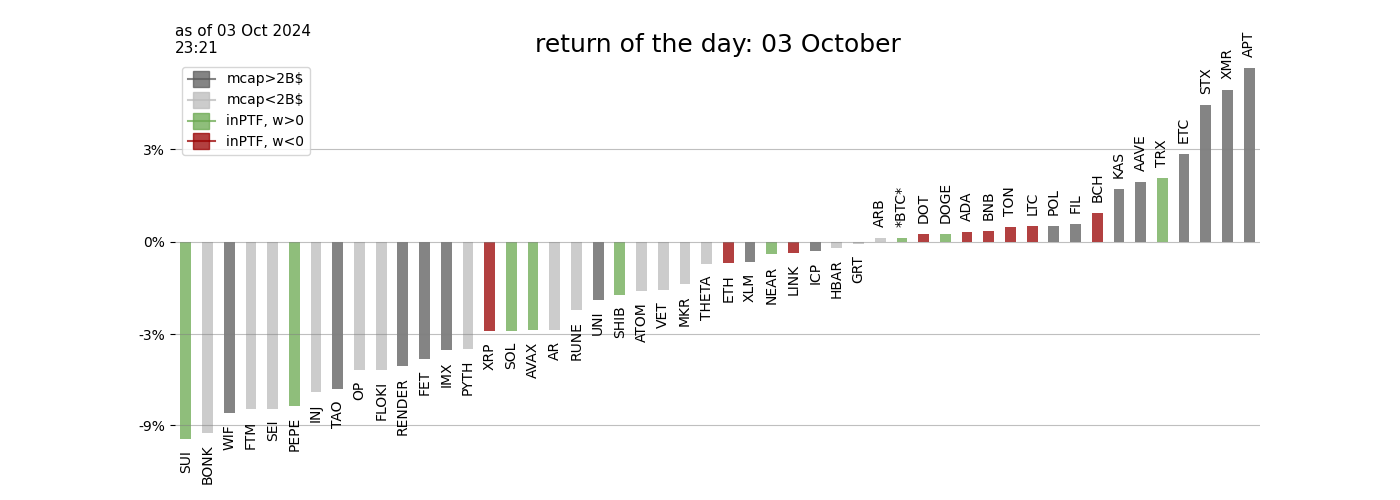 as of 03 Oct 2024
23:21
return of the day: 03 October
mcap>2B$
mcap<2B$
inPTF, w>0
inPTF, w<0
3%
0%
-3%
-9%
SUI
BONK
WIF
FTM
SEI
PEPE
INJ
TAO
OP
FLOKI
RENDER
FET
IMX
PYTH
XRP
SOL
AVAX
AR
RUNE
UNI
SHIB
ATOM
VET
MKR
THETA
ETH
XLM
NEAR
LINK
ICP
HBAR
GRT
ARB
*BTC*
DOT
DOGE
ADA
BNB
TON
LTC
POL
FIL
BCH
KAS
AAVE
TRX
ETC
STX
XMR
APT